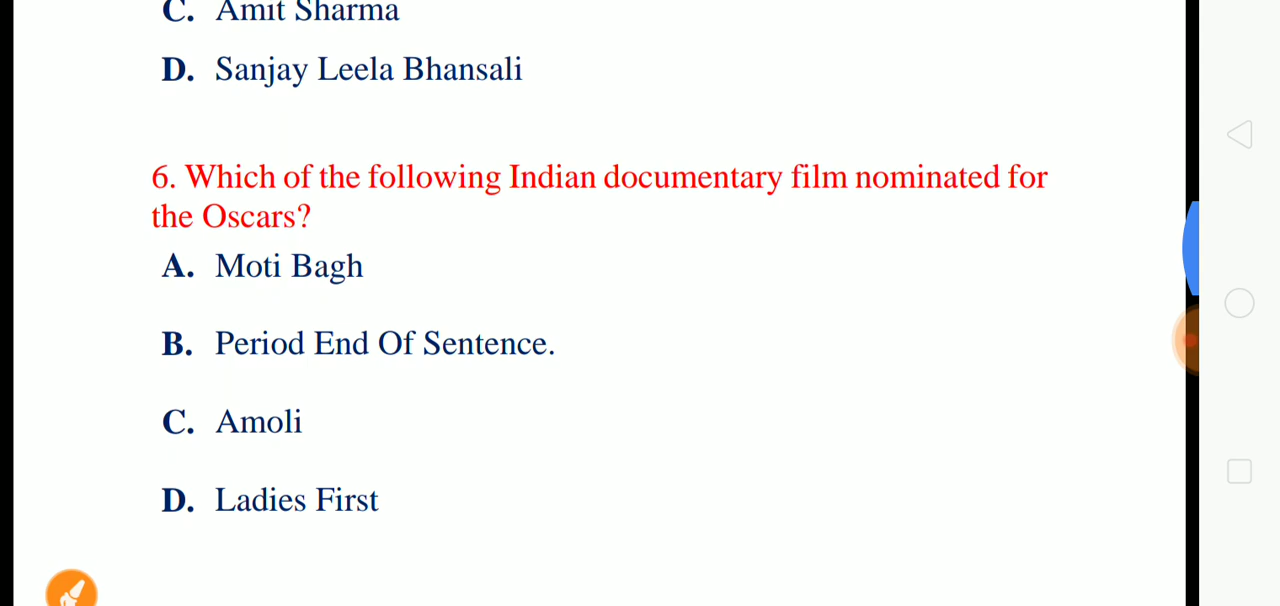 C. Amit Sharma
D. Sanjay Leela Bhansali
6. Which of the following Indian documentary film nominated for
the Oscars?
A. Moti Bagh
B. Period End Of Sentence.
C. Amoli
D. Ladies First